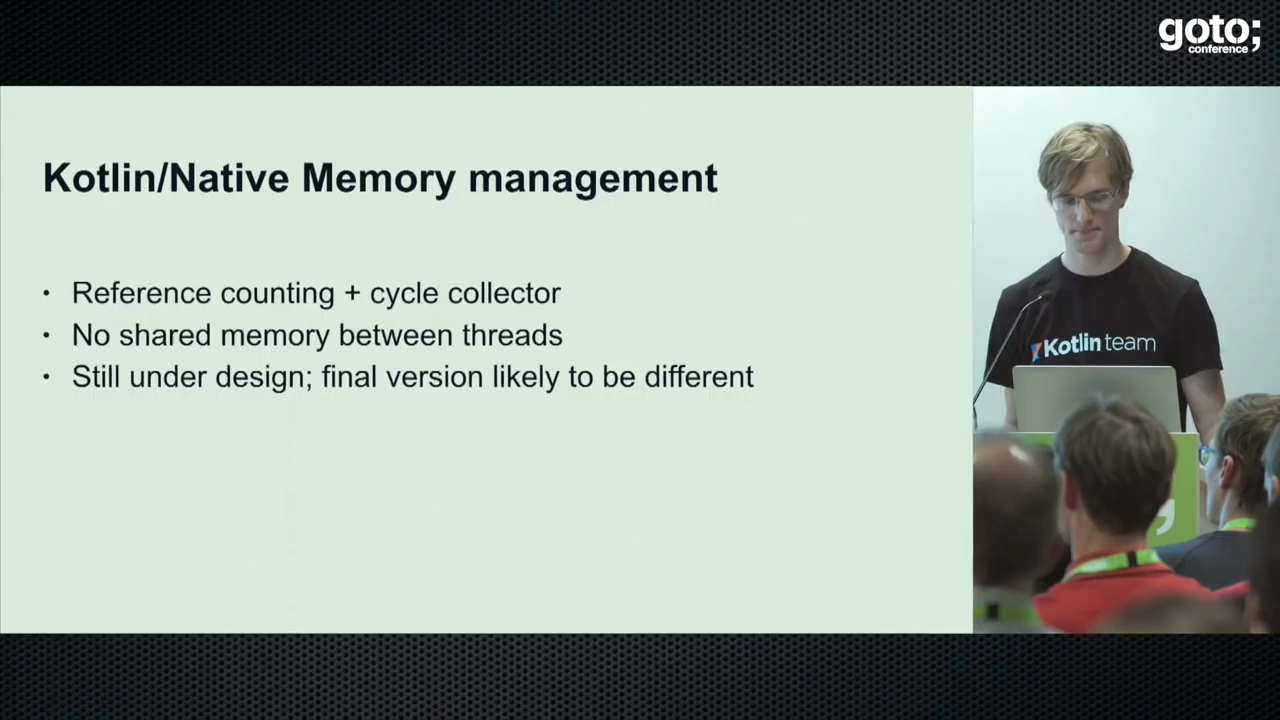 goto;
conference
Kotlin/Native Memory management
• Reference counting + cycle collector
• No shared memory between threads
• Still under design; final version likely to be different
Kotlin team